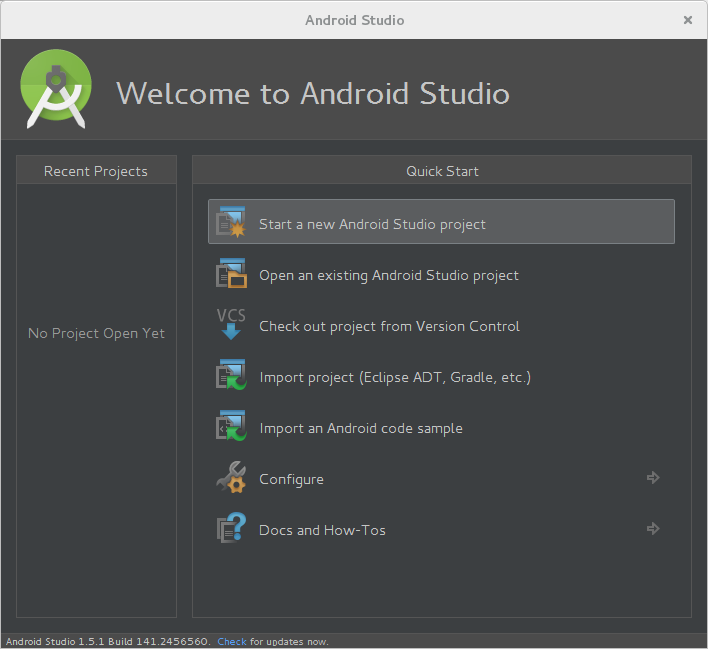 Android Studio
Welcome to Android Studio
Recent Projects
No Project Open Yet
Quick Start
Start a new Android Studio project
Open an existing Android Studio project
VCS
Check out project from Version Control
Import project (Eclipse ADT, Gradle, etc.)
Import an Android code sample
Configure
Docs and How-Tos
Android Studio 1.5.1 Build 141.2456560. Check for updates now.